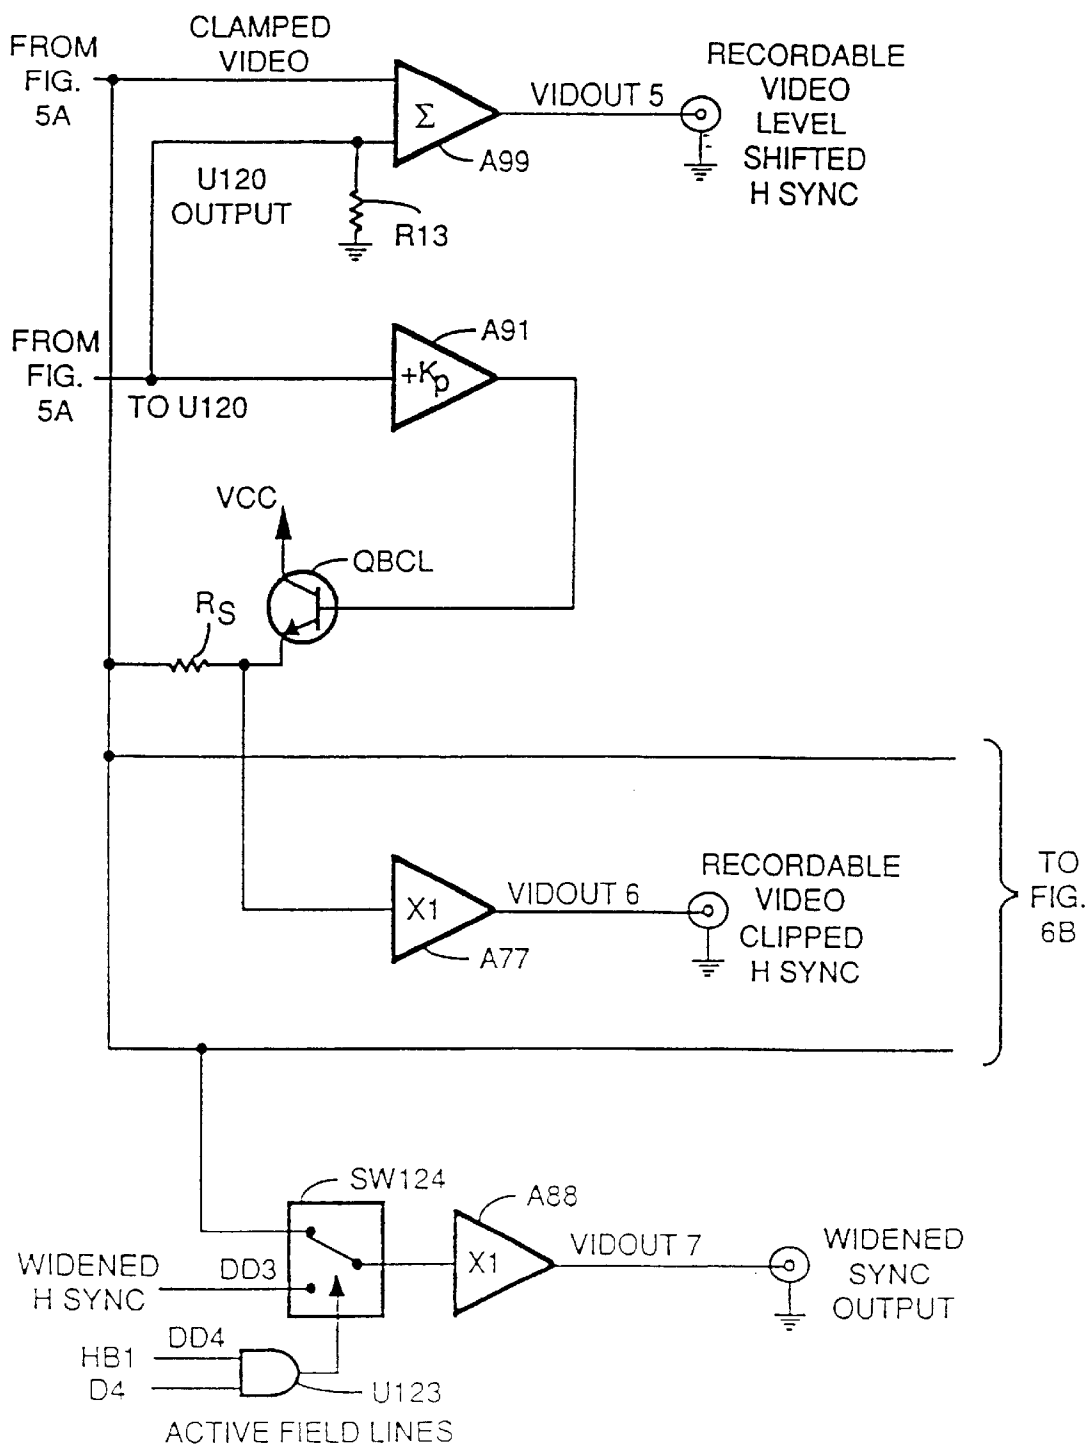 FROM
FIG.
5A
CLAMPED
VIDEO
Σ
A99
VIDOUT 5
RECORDABLE
VIDEO
LEVEL
SHIFTED
H SYNC
U120
OUTPUT
R13
FROM
FIG.
5A
TO U120
+Kp
A91
VCC
QBCL
RS
X1
A77
VIDOUT 6
RECORDABLE
VIDEO
CLIPPED
H SYNC
TO
FIG.
6B
SW124
A88
X1
VIDOUT 7
WIDENED
SYNC
OUTPUT
WIDENED
H SYNC
DD3
DD4
HB1
D4
U123
ACTIVE FIELD LINES